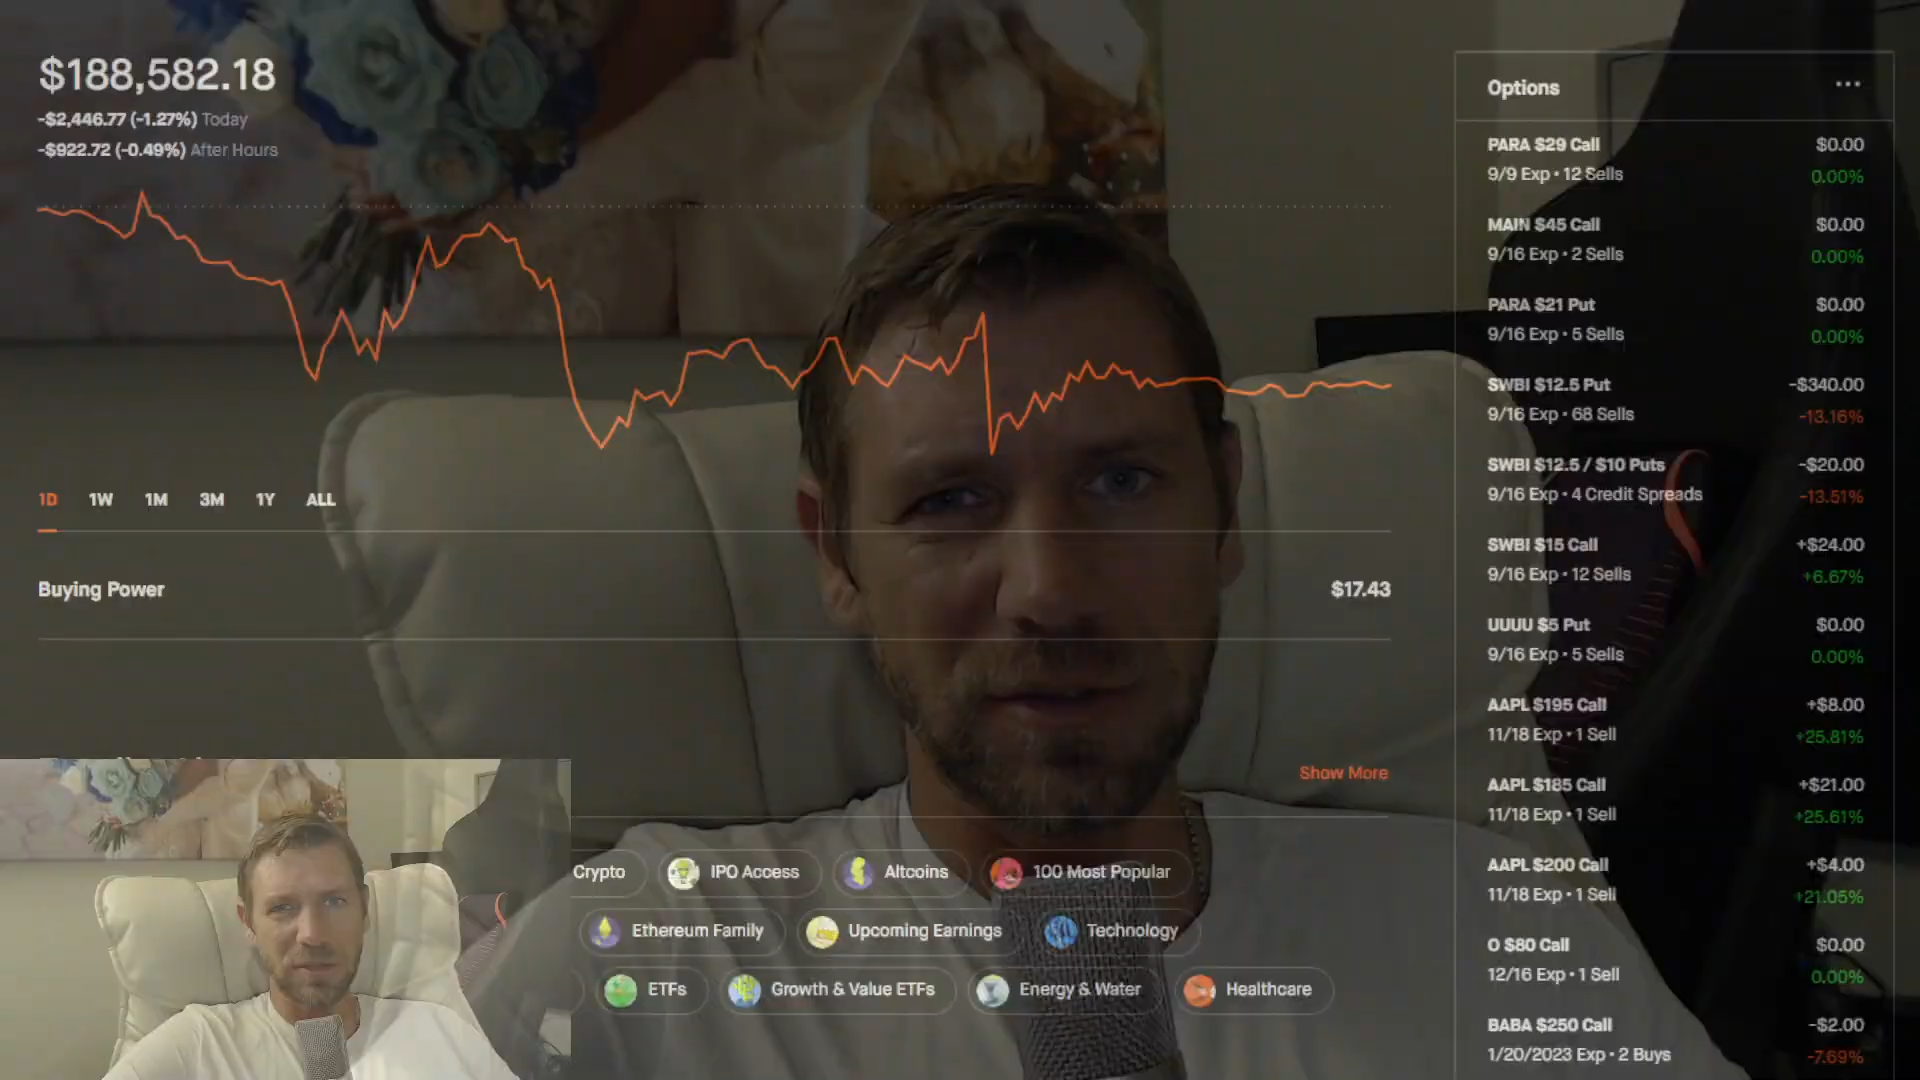 $188,582.18
-$2,446.77 (-1.27%) Today
-$922.72 (-0.49%) After Hours
1D 1W 1M 3M 1Y ALL
Buying Power $17.43
Show More
Crypto IPO Access Altcoins 100 Most Popular
Ethereum Family Upcoming Earnings Technology
ETFs Growth & Value ETFs Energy & Water Healthcare
Options
PARA $29 Call $0.00
9/9 Exp • 12 Sells 0.00%
MAIN $45 Call $0.00
9/16 Exp • 2 Sells 0.00%
PARA $21 Put $0.00
9/16 Exp • 5 Sells 0.00%
SWBI $12.5 Put -$340.00
9/16 Exp • 68 Sells -13.16%
SWBI $12.5 / $10 Puts -$20.00
9/16 Exp • 4 Credit Spreads -13.51%
SWBI $15 Call +$24.00
9/16 Exp • 12 Sells +6.67%
UUUU $5 Put $0.00
9/16 Exp • 5 Sells 0.00%
AAPL $195 Call +$8.00
11/18 Exp • 1 Sell +25.81%
AAPL $185 Call +$21.00
11/18 Exp • 1 Sell +25.61%
AAPL $200 Call +$4.00
11/18 Exp • 1 Sell +21.05%
O $80 Call $0.00
12/16 Exp • 1 Sell 0.00%
BABA $250 Call -$2.00
1/20/2023 Exp • 2 Buys -7.69%